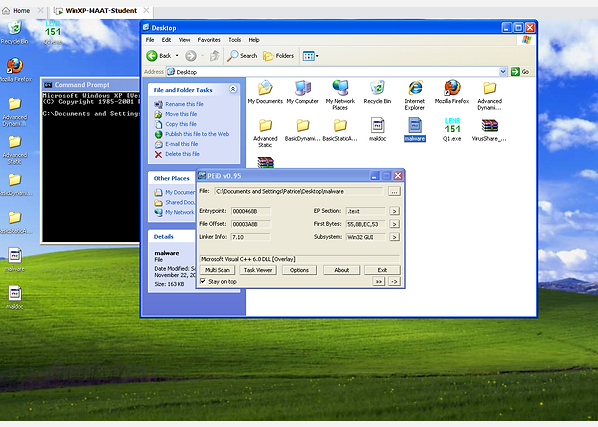 Home
WinXP-MAAT-Student
Desktop
File Edit View Favorites Tools Help
Back Search Folders
Address Desktop Go
File and Folder Tasks
Rename this file
Move this file
Copy this file
Publish this file to the Web
E-mail this file
Delete this file
Other Places
My Documen
Shared Docu
My Network
Details
malware
File
Date Modified:
November 22, 20
Size: 163 KB
My Documents My Computer My Network Places Recycle Bin Internet Explorer Mozilla Firefox Advanced Dynami...
Advanced Static BasicDynami... BasicStaticA... maldoc malware Q1.exe VirusShare_...
LENG 151
PEiD v0.95
File: C:\Documents and Settings\Patrice\Desktop\malware ...
Entrypoint: 0000468B EP Section: .text >
File Offset: 00003A8B First Bytes: 55,8B,EC,53 >
Linker Info: 7.10 Subsystem: Win32 GUI >
Microsoft Visual C++ 6.0 DLL [Overlay]
Multi Scan Task Viewer Options About Exit
Stay on top >> ->
Command Prompt
Microsoft Windows XP [Ve
(C) Copyright 1985-2001
C:\Documents and Setting
Recycle Bin
151
Mozilla Firefox
Advanced Dynami...
Advanced Static
BasicDynami...
BasicStaticA...
malware
maldoc